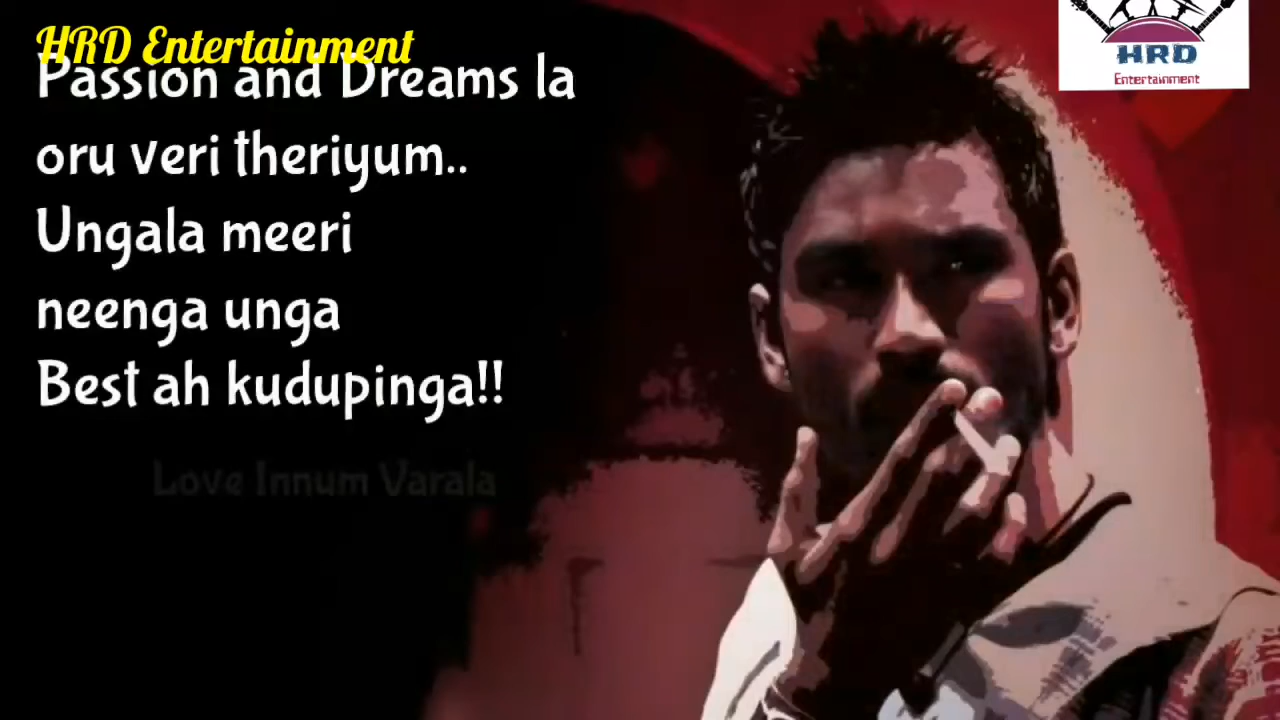 HRD Entertainment
Passion and Dreams la
oru veri theriyum..
Ungala meeri
neenga unga
Best ah kudupinga!!
Love Innum Varala
HRD
Entertainment